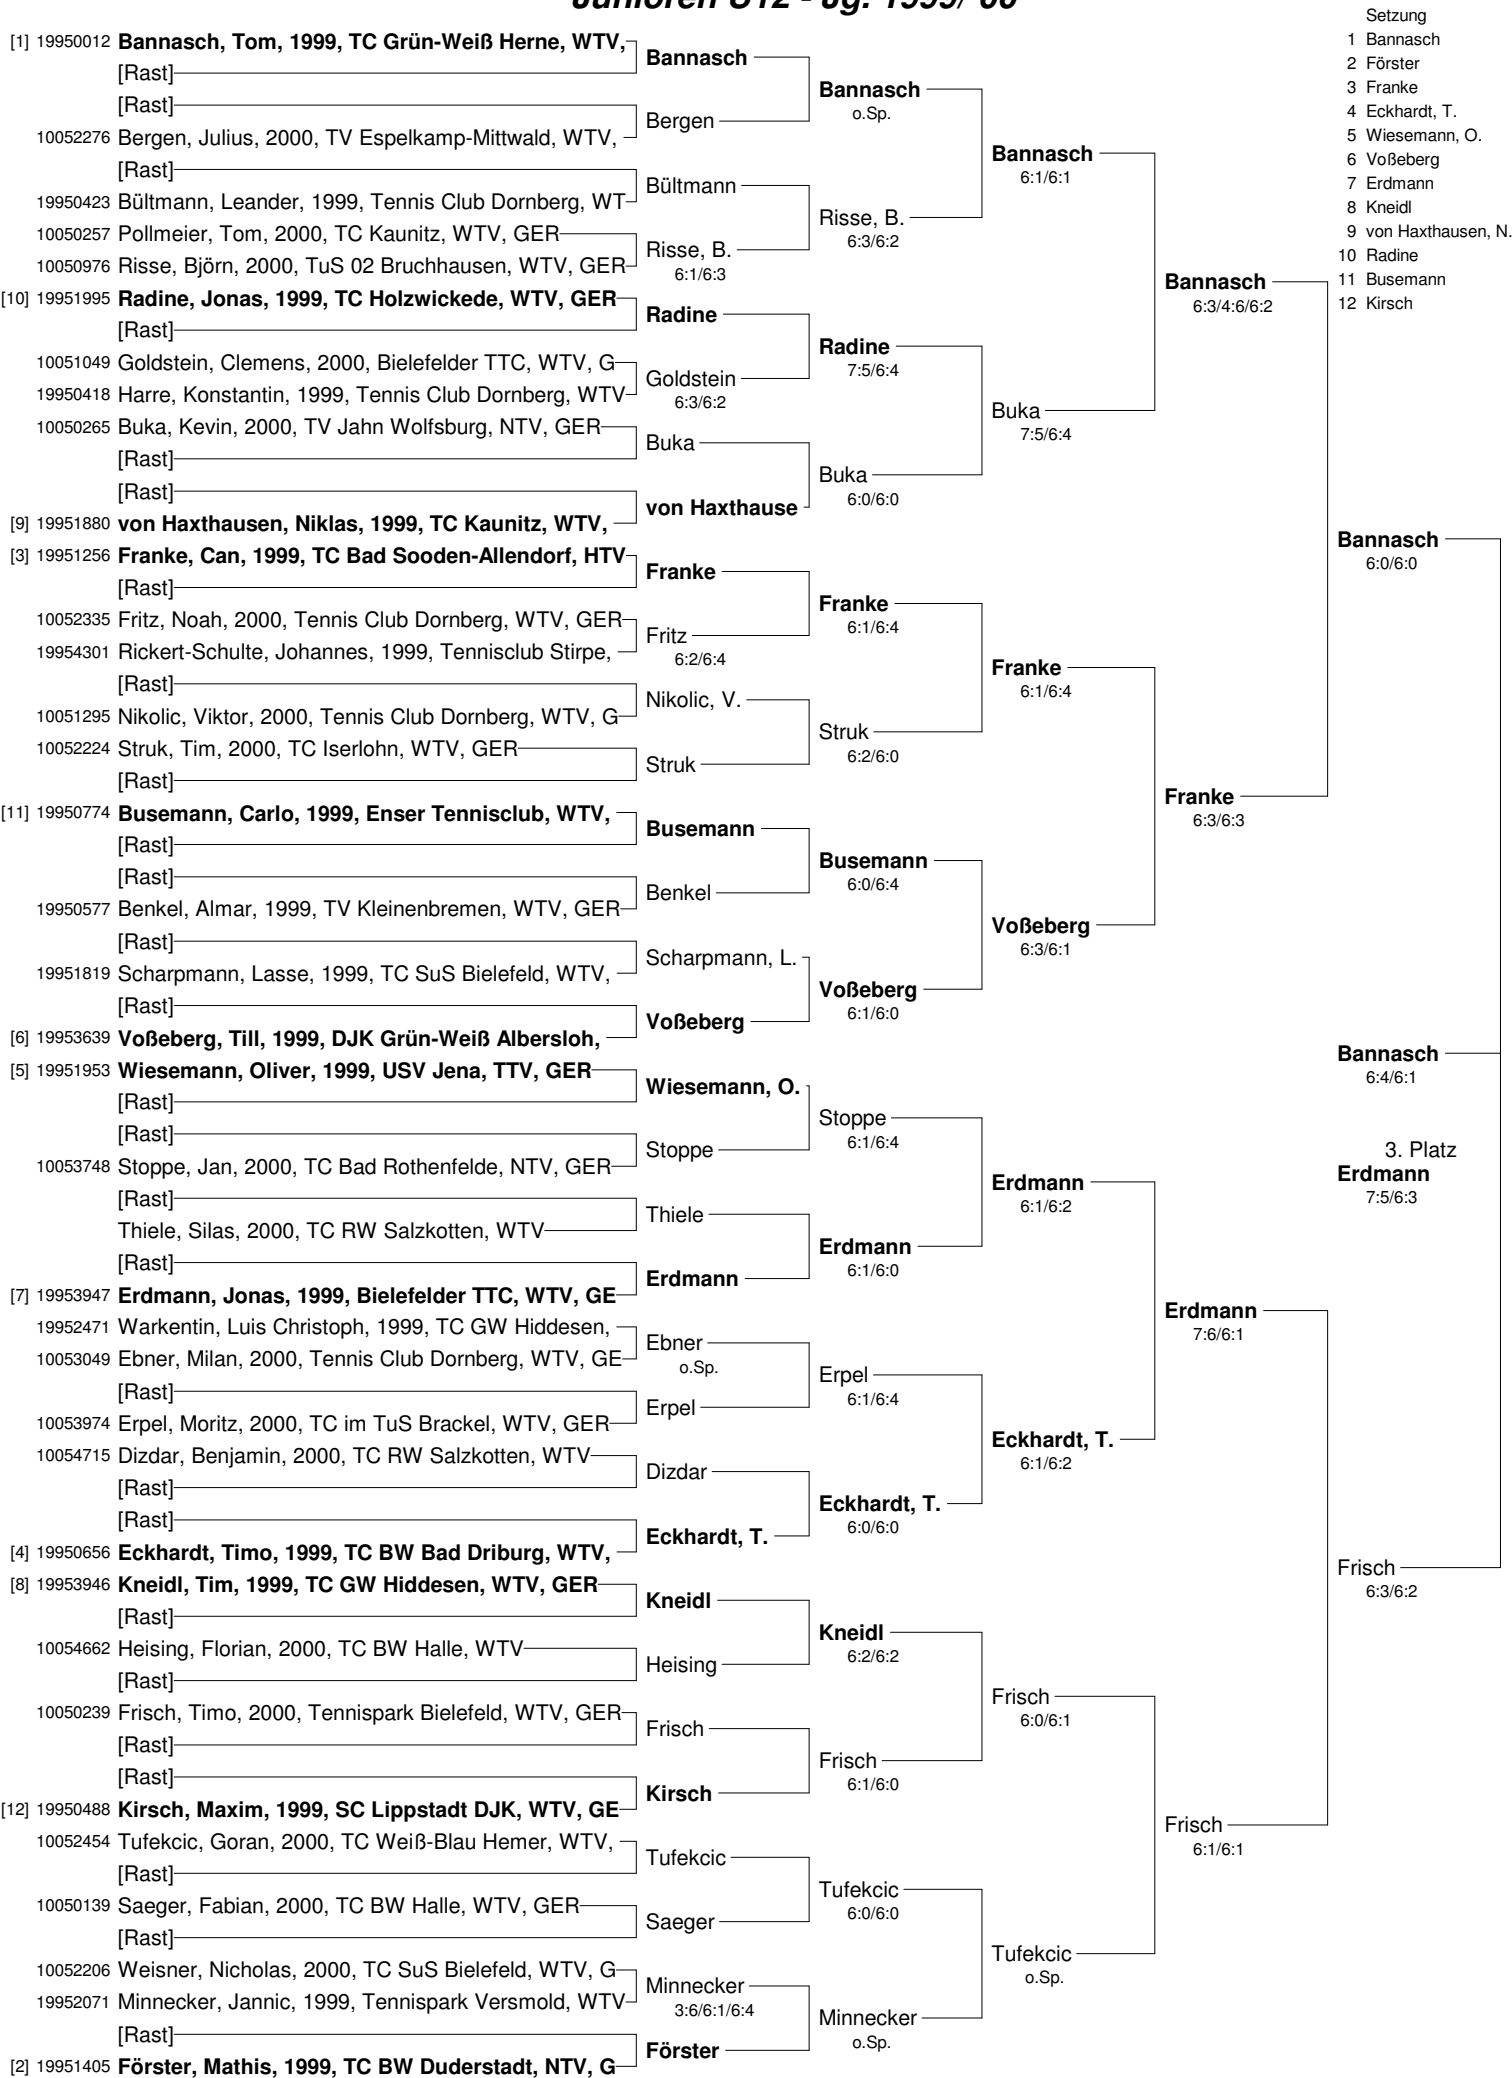 Junioren U12 - Jg. 1999/ 00
Setzung
1 Bannasch
2 Förster
3 Franke
4 Eckhardt, T.
5 Wiesemann, O.
6 Voßeberg
7 Erdmann
8 Kneidl
9 von Haxthausen, N.
10 Radine
11 Busemann
12 Kirsch
[1] 19950012 Bannasch, Tom, 1999, TC Grün-Weiß Herne, WTV,
[Rast]
[Rast]
10052276 Bergen, Julius, 2000, TV Espelkamp-Mittwald, WTV,
[Rast]
19950423 Bültmann, Leander, 1999, Tennis Club Dornberg, WT
10050257 Pollmeier, Tom, 2000, TC Kaunitz, WTV, GER
10050976 Risse, Björn, 2000, TuS 02 Bruchhausen, WTV, GER
[10] 19951995 Radine, Jonas, 1999, TC Holzwickede, WTV, GER
[Rast]
10051049 Goldstein, Clemens, 2000, Bielefelder TTC, WTV, G
19950418 Harre, Konstantin, 1999, Tennis Club Dornberg, WTV
10050265 Buka, Kevin, 2000, TV Jahn Wolfsburg, NTV, GER
[Rast]
[Rast]
[9] 19951880 von Haxthausen, Niklas, 1999, TC Kaunitz, WTV,
[3] 19951256 Franke, Can, 1999, TC Bad Sooden-Allendorf, HTV
[Rast]
10052335 Fritz, Noah, 2000, Tennis Club Dornberg, WTV, GER
19954301 Rickert-Schulte, Johannes, 1999, Tennisclub Stirpe,
[Rast]
10051295 Nikolic, Viktor, 2000, Tennis Club Dornberg, WTV, G
10052224 Struk, Tim, 2000, TC Iserlohn, WTV, GER
[Rast]
[11] 19950774 Busemann, Carlo, 1999, Enser Tennisclub, WTV,
[Rast]
[Rast]
19950577 Benkel, Almar, 1999, TV Kleinenbremen, WTV, GER
[Rast]
19951819 Scharpmann, Lasse, 1999, TC SuS Bielefeld, WTV,
[Rast]
[6] 19953639 Voßeberg, Till, 1999, DJK Grün-Weiß Albersloh,
[5] 19951953 Wiesemann, Oliver, 1999, USV Jena, TTV, GER
[Rast]
[Rast]
10053748 Stoppe, Jan, 2000, TC Bad Rothenfelde, NTV, GER
[Rast]
Thiele, Silas, 2000, TC RW Salzkotten, WTV
[Rast]
[7] 19953947 Erdmann, Jonas, 1999, Bielefelder TTC, WTV, GE
19952471 Warkentin, Luis Christoph, 1999, TC GW Hiddesen,
10053049 Ebner, Milan, 2000, Tennis Club Dornberg, WTV, GE
[Rast]
10053974 Erpel, Moritz, 2000, TC im TuS Brackel, WTV, GER
10054715 Dizdar, Benjamin, 2000, TC RW Salzkotten, WTV
[Rast]
[Rast]
[4] 19950656 Eckhardt, Timo, 1999, TC BW Bad Driburg, WTV,
[8] 19953946 Kneidl, Tim, 1999, TC GW Hiddesen, WTV, GER
[Rast]
10054662 Heising, Florian, 2000, TC BW Halle, WTV
[Rast]
10050239 Frisch, Timo, 2000, Tennispark Bielefeld, WTV, GER
[Rast]
[Rast]
[12] 19950488 Kirsch, Maxim, 1999, SC Lippstadt DJK, WTV, GE
10052454 Tufekcic, Goran, 2000, TC Weiß-Blau Hemer, WTV,
[Rast]
10050139 Saeger, Fabian, 2000, TC BW Halle, WTV, GER
[Rast]
10052206 Weisner, Nicholas, 2000, TC SuS Bielefeld, WTV, G
19952071 Minnecker, Jannic, 1999, Tennispark Versmold, WTV
[Rast]
[2] 19951405 Förster, Mathis, 1999, TC BW Duderstadt, NTV, G
Bannasch
Bergen
Bültmann
Risse, B.
6:1/6:3
Radine
Goldstein
6:3/6:2
Buka
von Haxthause
Franke
Fritz
6:2/6:4
Nikolic, V.
Struk
Busemann
Benkel
Scharpmann, L.
Voßeberg
Wiesemann, O.
Stoppe
Thiele
Erdmann
Ebner
o.Sp.
Erpel
Dizdar
Eckhardt, T.
Kneidl
Heising
Frisch
Kirsch
Tufekcic
Saeger
Minnecker
3:6/6:1/6:4
Förster
Bannasch
o.Sp.
Risse, B.
6:3/6:2
Radine
7:5/6:4
Buka
6:0/6:0
Franke
6:1/6:4
Struk
6:2/6:0
Busemann
6:0/6:4
Voßeberg
6:1/6:0
Stoppe
6:1/6:4
Erdmann
6:1/6:0
Erpel
6:1/6:4
Eckhardt, T.
6:0/6:0
Kneidl
6:2/6:2
Frisch
6:1/6:0
Tufekcic
6:0/6:0
Minnecker
o.Sp.
Bannasch
6:1/6:1
Buka
7:5/6:4
Franke
6:1/6:4
Voßeberg
6:3/6:1
Erdmann
6:1/6:2
Eckhardt, T.
6:1/6:2
Frisch
6:0/6:1
Tufekcic
o.Sp.
Bannasch
6:3/4:6/6:2
Franke
6:3/6:3
Erdmann
7:6/6:1
Frisch
6:1/6:1
Bannasch
6:0/6:0
Frisch
6:3/6:2
Bannasch
6:4/6:1
3. Platz
Erdmann
7:5/6:3